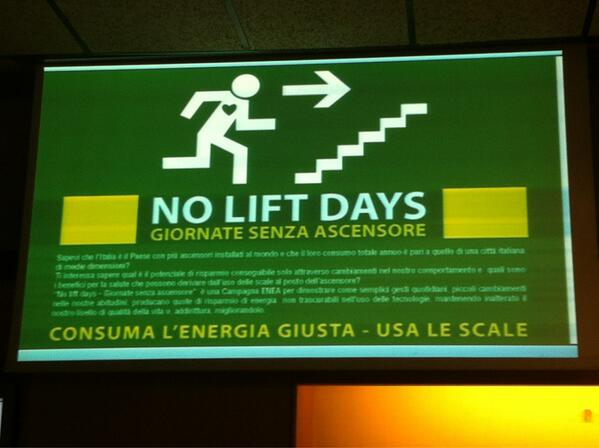 NO LIFT DAYS
GIORNATE SENZA ASCENSORE
Sapevi che l'Italia è il Paese con più ascensori installati al mondo e che il loro consumo totale annuo è pari a quello di una città italiana
di medie dimensioni?
Ti interessa sapere qual è il potenziale di risparmio conseguibile solo attraverso cambiamenti nel nostro comportamento e quali sono
i benefici per la salute che possono derivare dall'uso delle scale al posto dell'ascensore?
"No lift days - Giornate senza ascensore" è una Campagna ENEA per dimostrare come semplici gesti quotidiani, piccoli cambiamenti
nelle nostre abitudini, producano quote di risparmio di energia non trascurabili nell'uso delle tecnologie, mantenendo inalterato il
nostro livello di qualità della vita o, addirittura, migliorandolo.
CONSUMA L'ENERGIA GIUSTA - USA LE SCALE